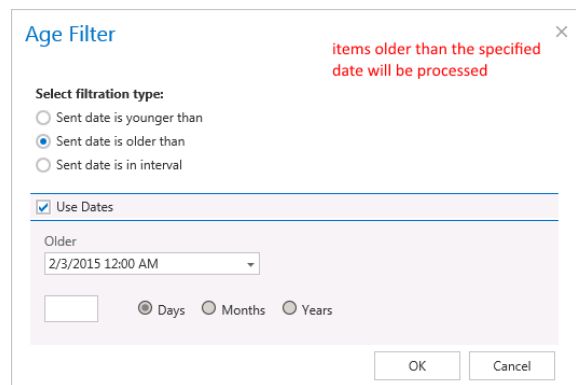 Age Filter
items older than the specified
date will be processed
Select filtration type:
Sent date is younger than
Sent date is older than
Sent date is in interval
Use Dates
Older
2/3/2015 12:00 AM
Days Months Years
OK Cancel